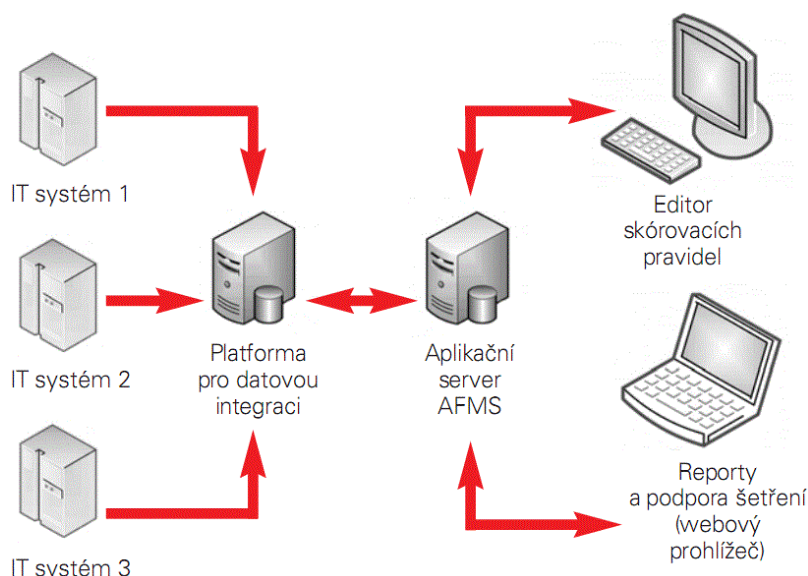 IT systém 1
IT systém 2
IT systém 3
Platforma
pro datovou
integraci
Aplikační
server
AFMS
Editor
skórovacích
pravidel
Reporty
a podpora šetření
(webový
prohlížeč)